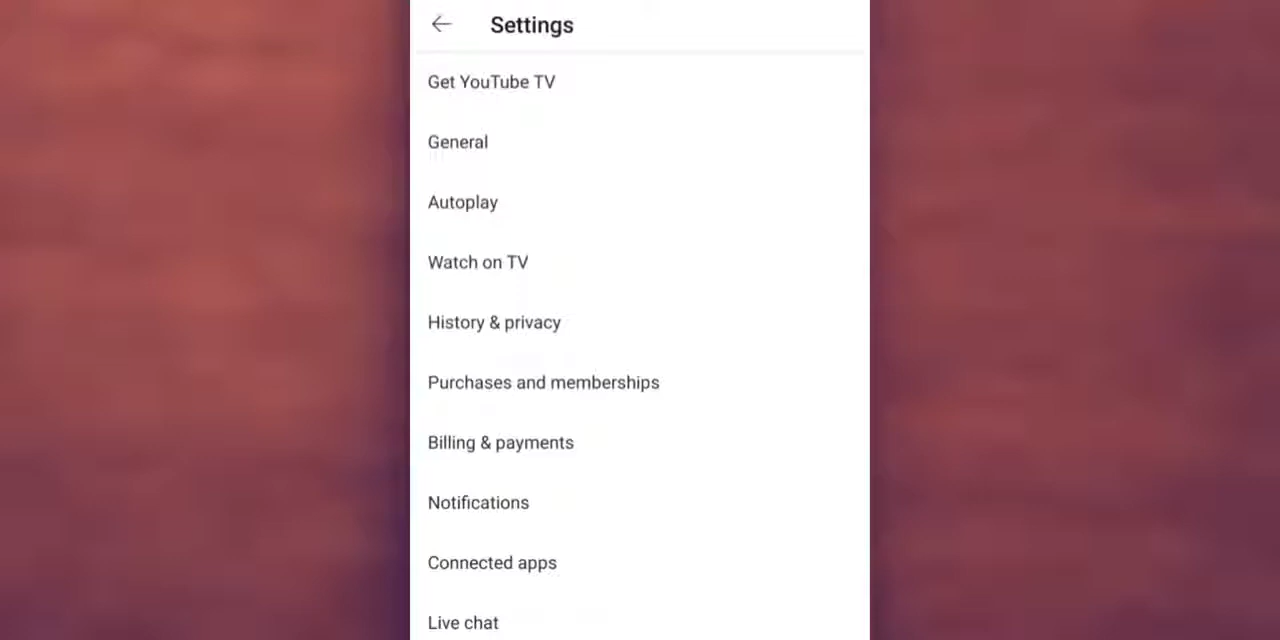 Settings
Get YouTube TV
General
Autoplay
Watch on TV
History & privacy
Purchases and memberships
Billing & payments
Notifications
Connected apps
Live chat